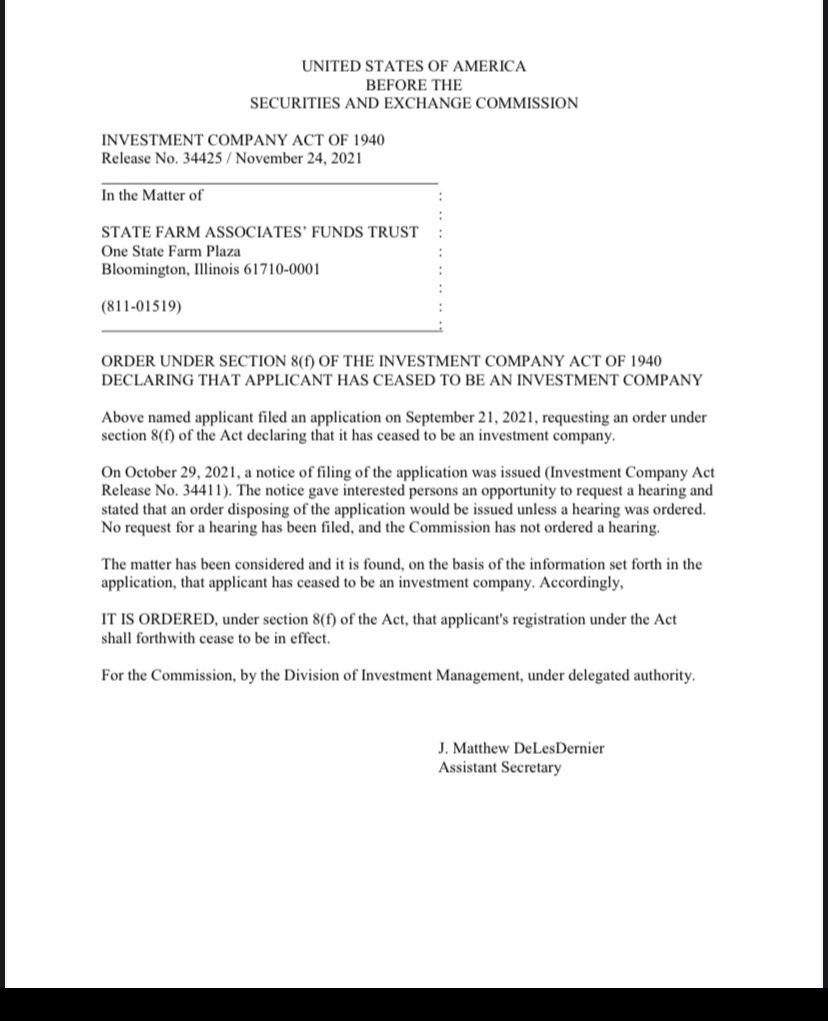 UNITED STATES OF AMERICA
BEFORE THE
SECURITIES AND EXCHANGE COMMISSION
INVESTMENT COMPANY ACT OF 1940
Release No. 34425 / November 24, 2021
In the Matter of :
:
STATE FARM ASSOCIATES’ FUNDS TRUST :
One State Farm Plaza :
Bloomington, Illinois 61710-0001 :
:
(811-01519) :
:
ORDER UNDER SECTION 8(f) OF THE INVESTMENT COMPANY ACT OF 1940
DECLARING THAT APPLICANT HAS CEASED TO BE AN INVESTMENT COMPANY
Above named applicant filed an application on September 21, 2021, requesting an order under
section 8(f) of the Act declaring that it has ceased to be an investment company.
On October 29, 2021, a notice of filing of the application was issued (Investment Company Act
Release No. 34411). The notice gave interested persons an opportunity to request a hearing and
stated that an order disposing of the application would be issued unless a hearing was ordered.
No request for a hearing has been filed, and the Commission has not ordered a hearing.
The matter has been considered and it is found, on the basis of the information set forth in the
application, that applicant has ceased to be an investment company. Accordingly,
IT IS ORDERED, under section 8(f) of the Act, that applicant's registration under the Act
shall forthwith cease to be in effect.
For the Commission, by the Division of Investment Management, under delegated authority.
J. Matthew DeLesDernier
Assistant Secretary